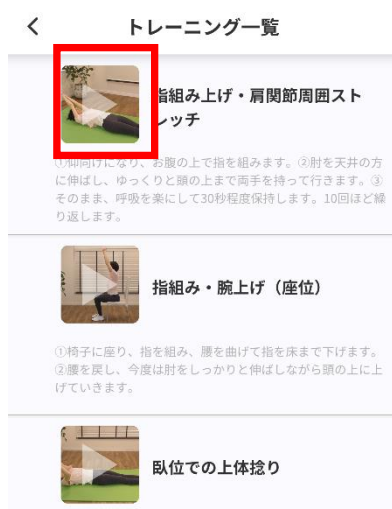 トレーニング一覧
指組み上げ・肩関節周囲スト
レッチ
①仰向けになり、お腹の上で指を組みます。②肘を天井の方
に伸ばし、ゆっくりと頭の上まで両手を持って行きます。③
そのまま、呼吸を楽にして30秒程度保持します。10回ほど繰
り返します。
指組み・腕上げ（座位）
①椅子に座り、指を組み、腰を曲げて指を床まで下げます。
②腰を戻し、今度は肘をしっかりと伸ばしながら頭の上に上
げていきます。
臥位での上体捻り